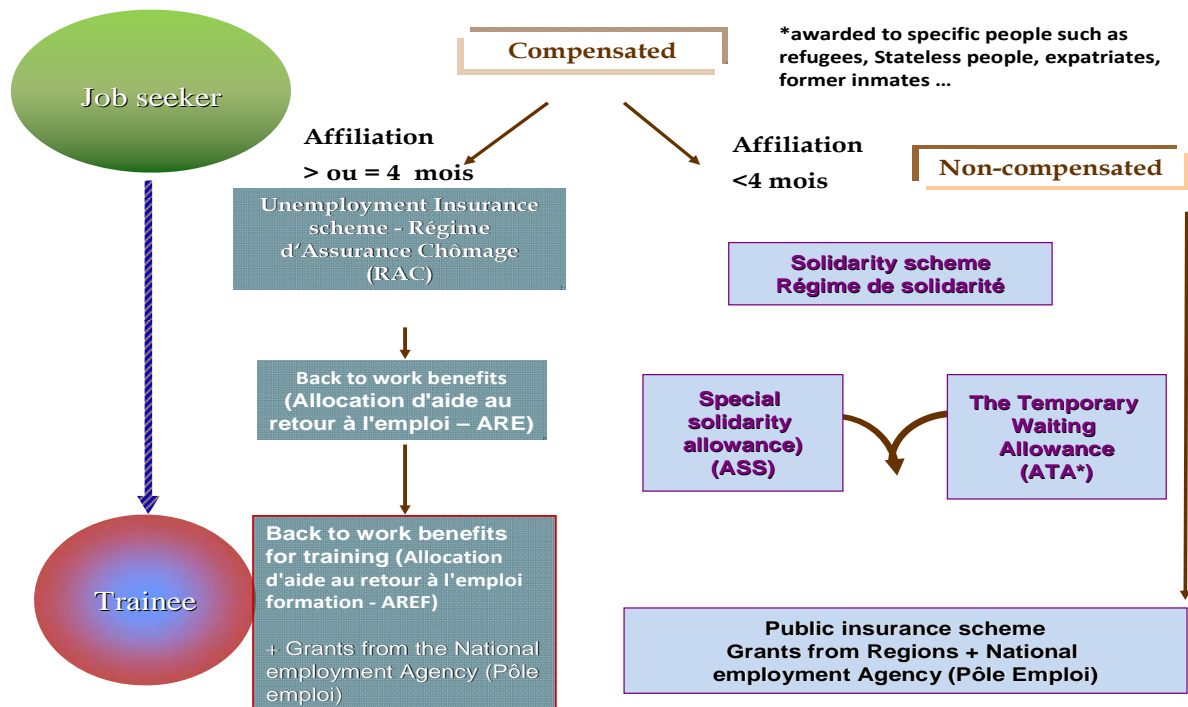 Job seeker
Compensated
*awarded to specific people such as
refugees, Stateless people, expatriates,
former inmates ...
Affiliation
> ou = 4 mois
Affiliation
<4 mois
Non-compensated
Unemployment Insurance
scheme - Régime
d’Assurance Chômage
(RAC)
Solidarity scheme
Régime de solidarité
Back to work benefits
(Allocation d'aide au
retour à l'emploi – ARE)
Special
solidarity
allowance)
(ASS)
The Temporary
Waiting
Allowance
(ATA*)
Trainee
Back to work benefits
for training (Allocation
d'aide au retour à l'emploi
formation - AREF)
+ Grants from the National
employment Agency (Pôle
emploi)
Public insurance scheme
Grants from Regions + National
employment Agency (Pôle Emploi)